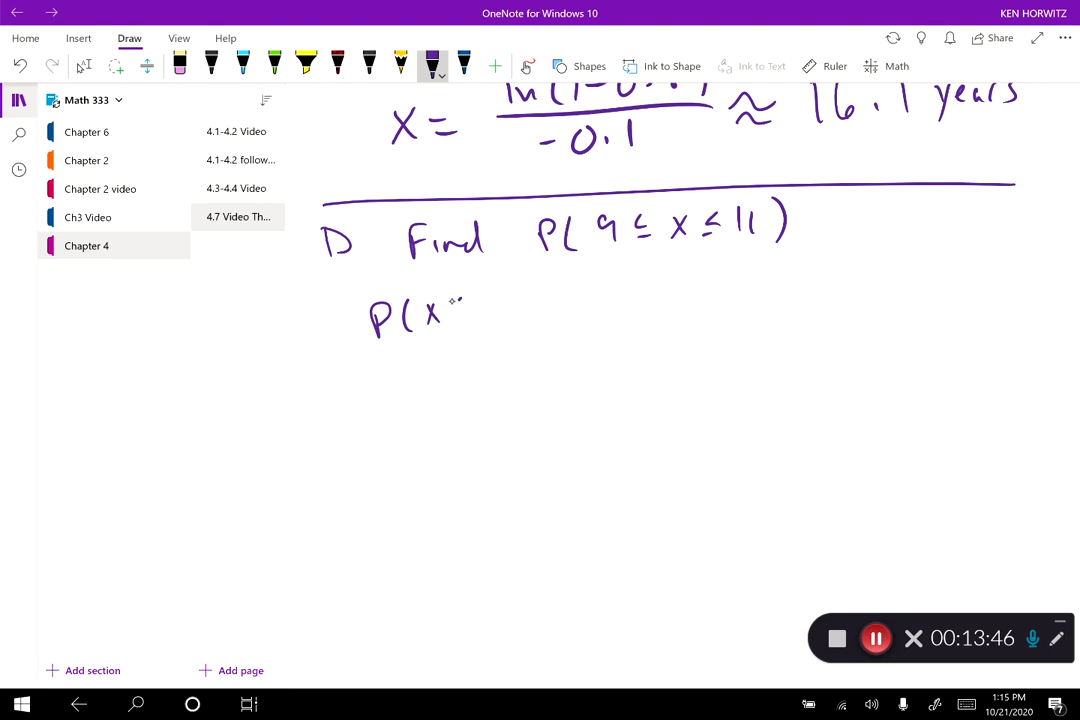 OneNote for Windows 10
KEN HORWITZ
Home Insert Draw View Help
Share
Shapes Ink to Shape Ink to Text Ruler Math
Math 333
Chapter 6
Chapter 2
Chapter 2 video
Ch3 Video
Chapter 4
4.1-4.2 Video
4.1-4.2 follow...
4.3-4.4 Video
4.7 Video Th...
x = / -0.1 ≈ 16.1 years
D Find P( 9 ≤ x ≤ 11 )
P( x
00:13:46
Add section
Add page
1:15 PM
10/21/2020
7